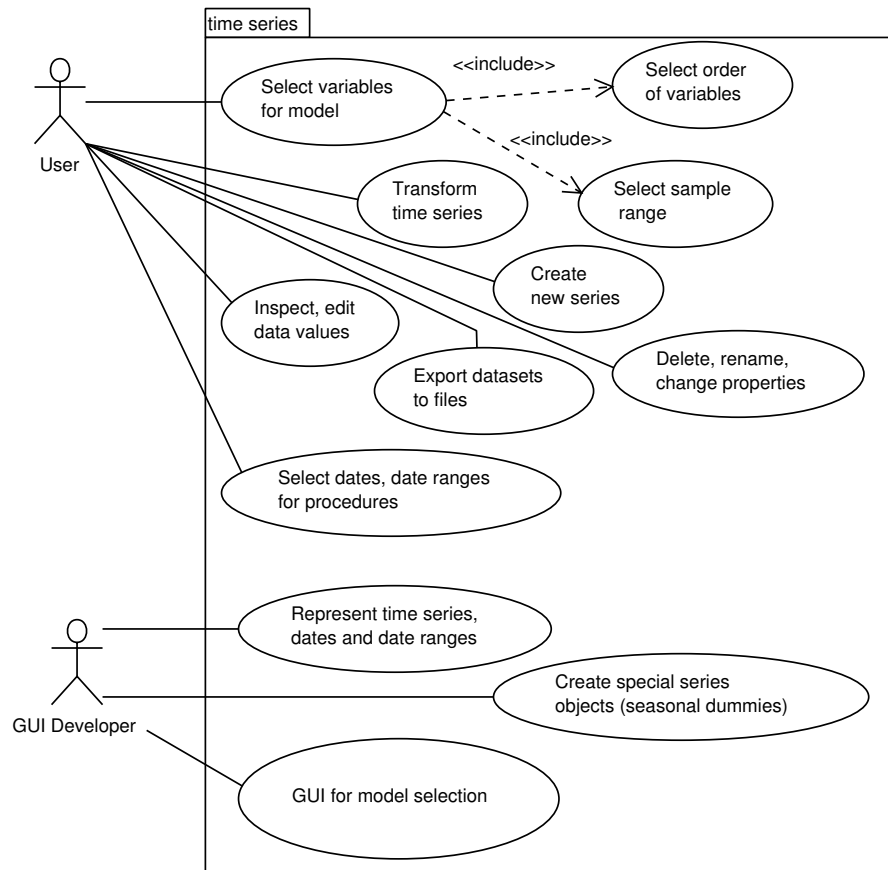 time series
Select variables
for model
<<include>>
Select order
of variables
<<include>>
User
Transform
time series
Select sample
range
Create
new series
Inspect, edit
data values
Export datasets
to files
Delete, rename,
change properties
Select dates, date ranges
for procedures
Represent time series,
dates and date ranges
GUI Developer
Create special series
objects (seasonal dummies)
GUI for model selection